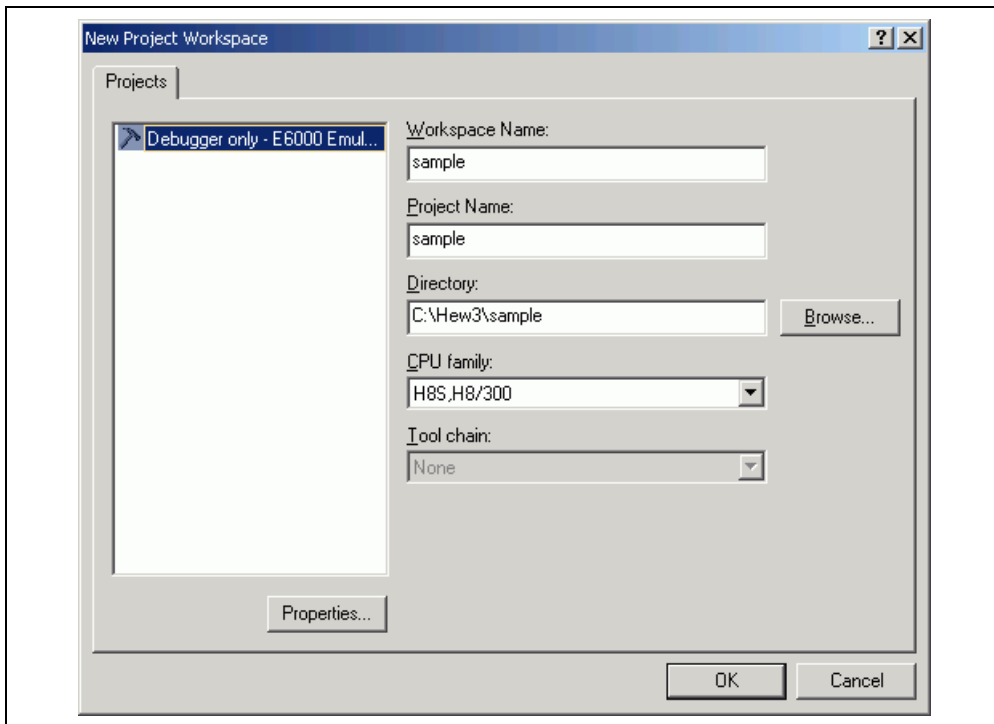 New Project Workspace
Projects
Debugger only - E6000 Emul...
Workspace Name:
sample
Project Name:
sample
Directory:
C:\Hew3\sample
Browse...
CPU family:
H8S,H8/300
Tool chain:
None
Properties...
OK
Cancel